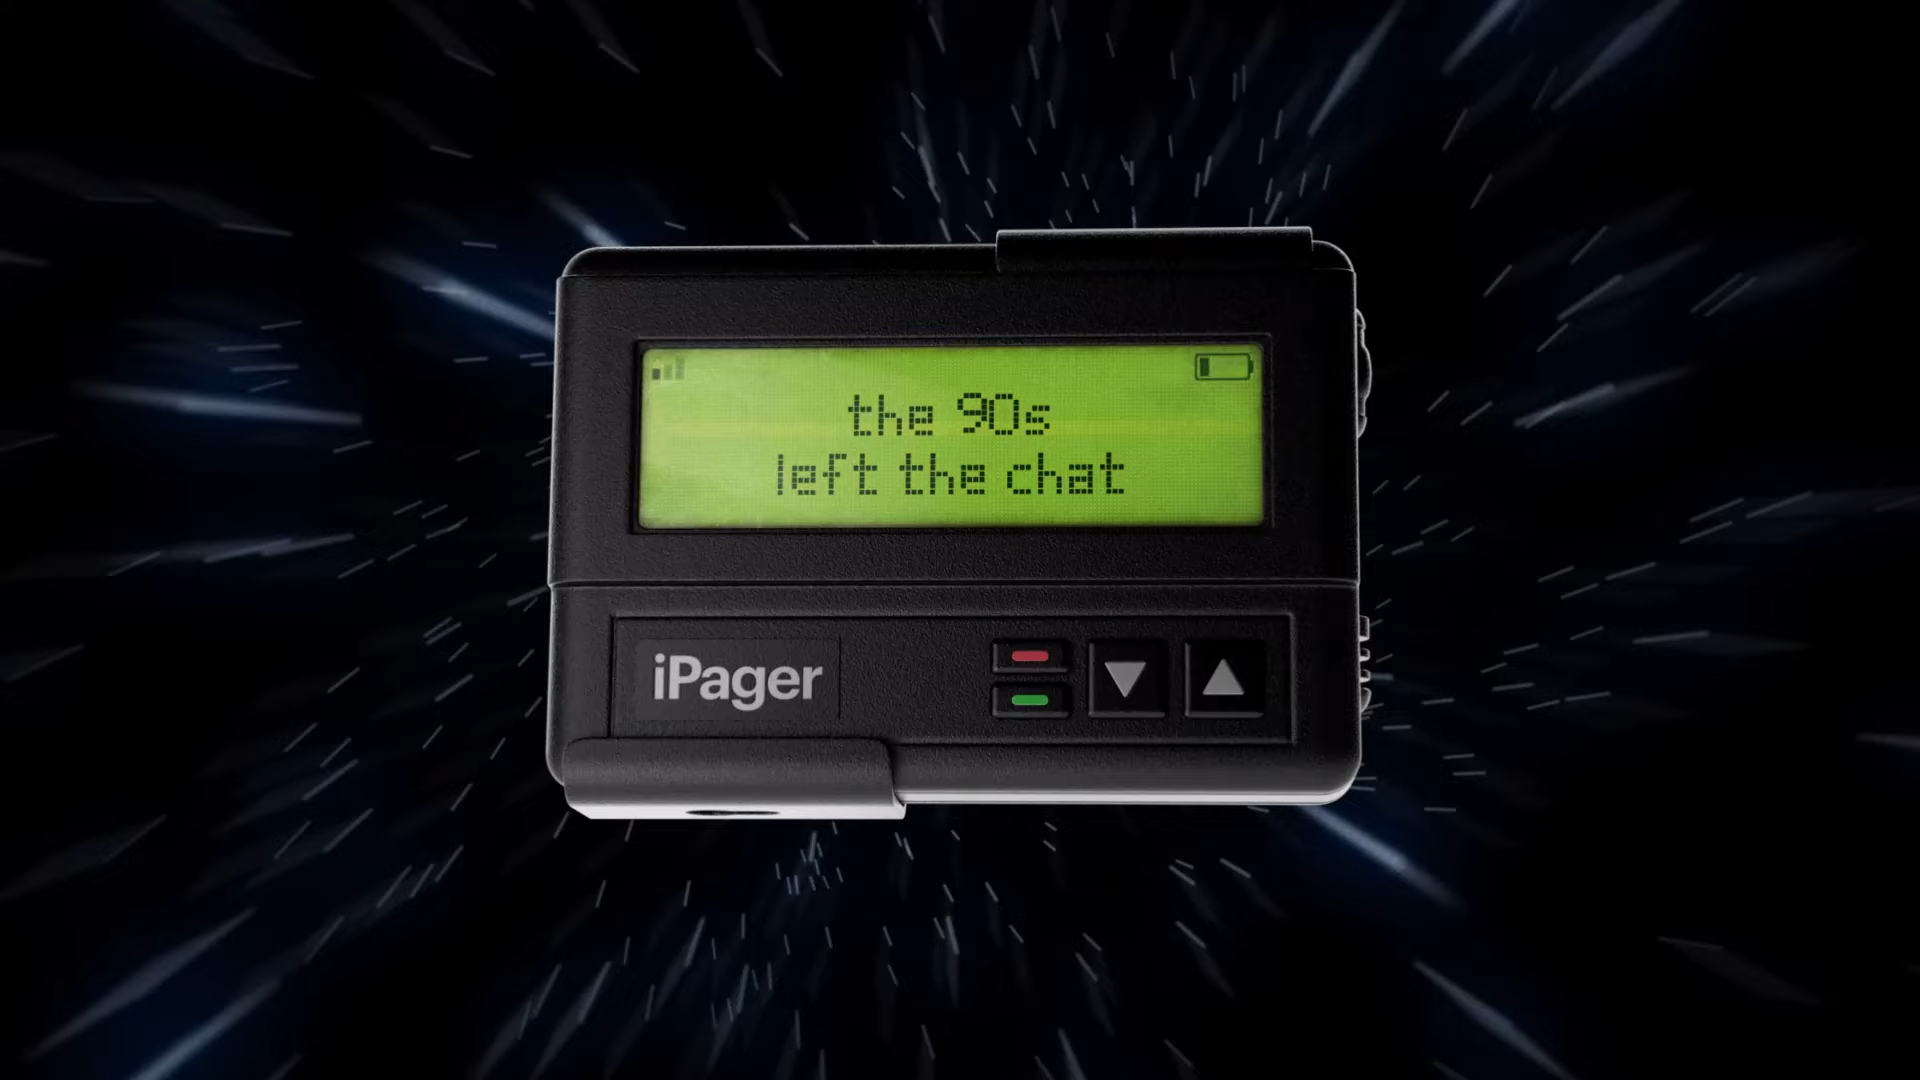 the 90s
left the chat
iPager